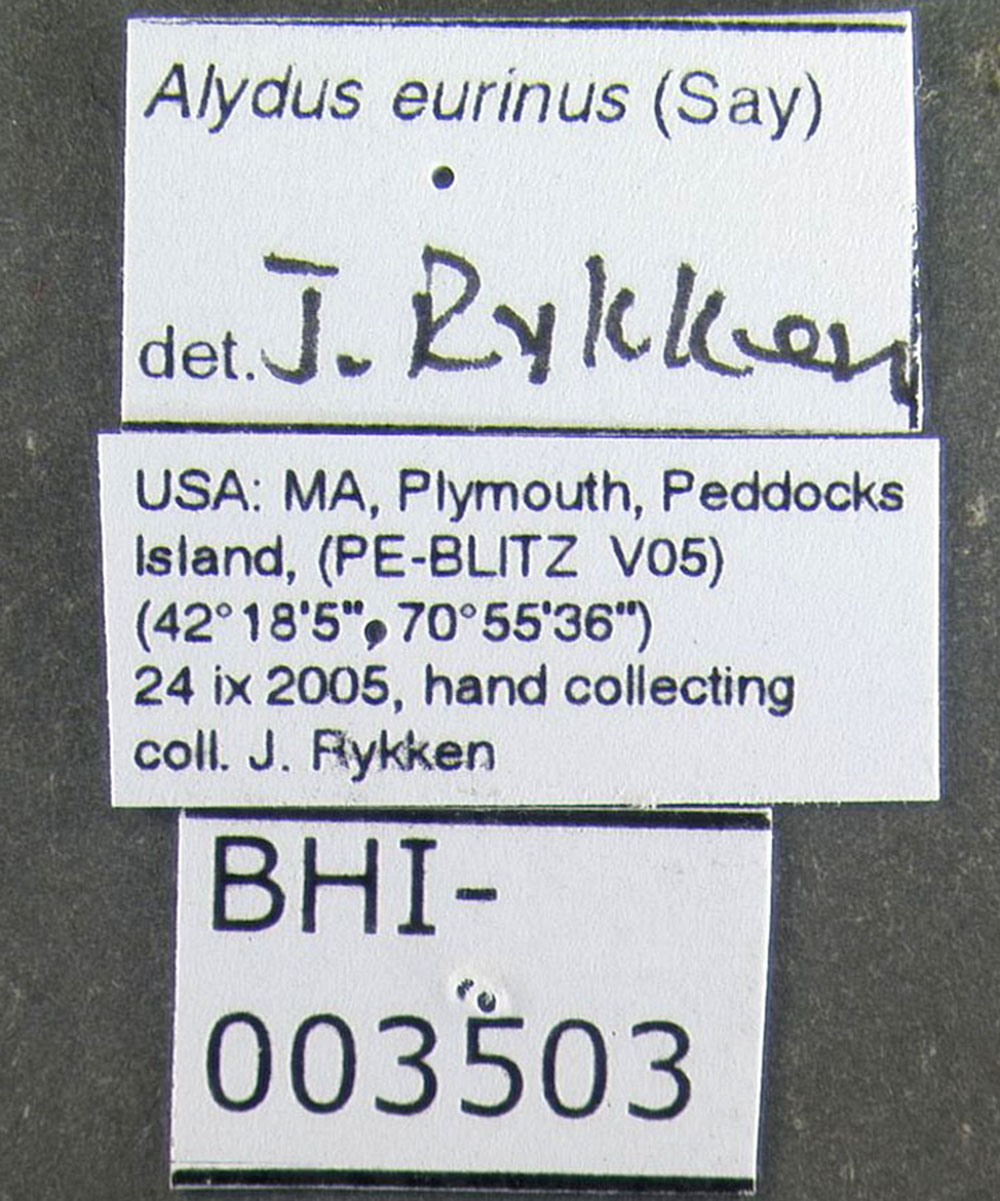 Alydus eurinus (Say)
det. J. Rykken
USA: MA, Plymouth, Peddocks
Island, (PE-BLITZ V05)
(42°18'5", 70°55'36")
24 ix 2005, hand collecting
coll. J. Rykken
BHI-
003503